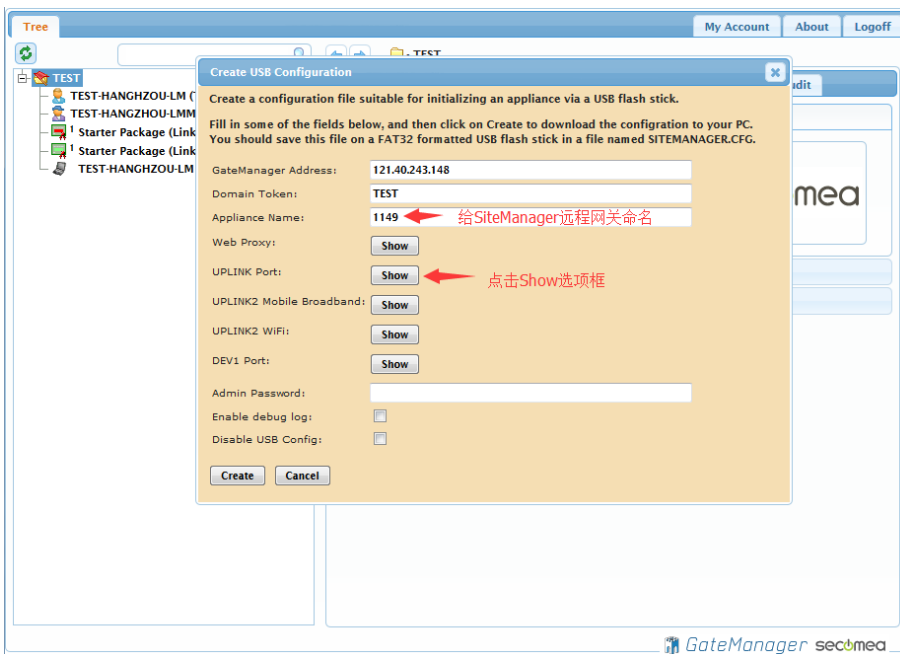 Tree
My Account
About
Logoff
TEST
TEST
TEST-HANGHZOU-LM (
TEST-HANGZHOU-LMM
1 Starter Package (Link
1 Starter Package (Link
TEST-HANGHZOU-LM
Create USB Configuration
Create a configuration file suitable for initializing an appliance via a USB flash stick.
Fill in some of the fields below, and then click on Create to download the configration to your PC.
You should save this file on a FAT32 formatted USB flash stick in a file named SITEMANAGER.CFG.
GateManager Address: 121.40.243.148
Domain Token: TEST
Appliance Name: 1149 给SiteManager远程网关命名
Web Proxy: Show
UPLINK Port: Show 点击Show选项框
UPLINK2 Mobile Broadband: Show
UPLINK2 WiFi: Show
DEV1 Port: Show
Admin Password:
Enable debug log:
Disable USB Config:
Create Cancel
dit
mea
GateManager secomea